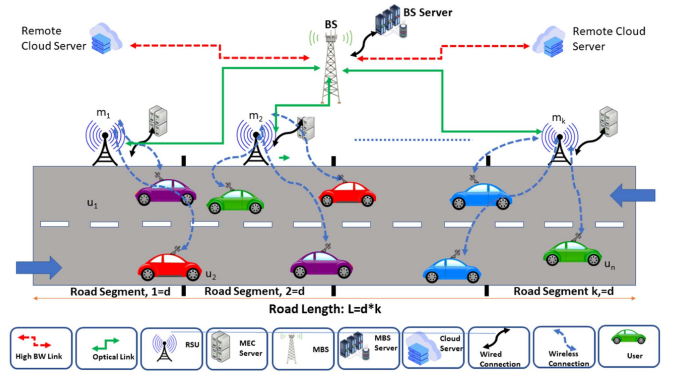 BS Server
BS
Remote
Cloud Server
Remote Cloud
Server
m1
m2
mk
u1
u2
un
Road Segment, 1=d
Road Segment, 2=d
Road Segment k,=d
Road Length: L=d*k
High BW Link
Optical Link
RSU
MEC
Server
MBS
MBS
Server
Cloud
Server
Wired
Connection
Wireless
Connection
User